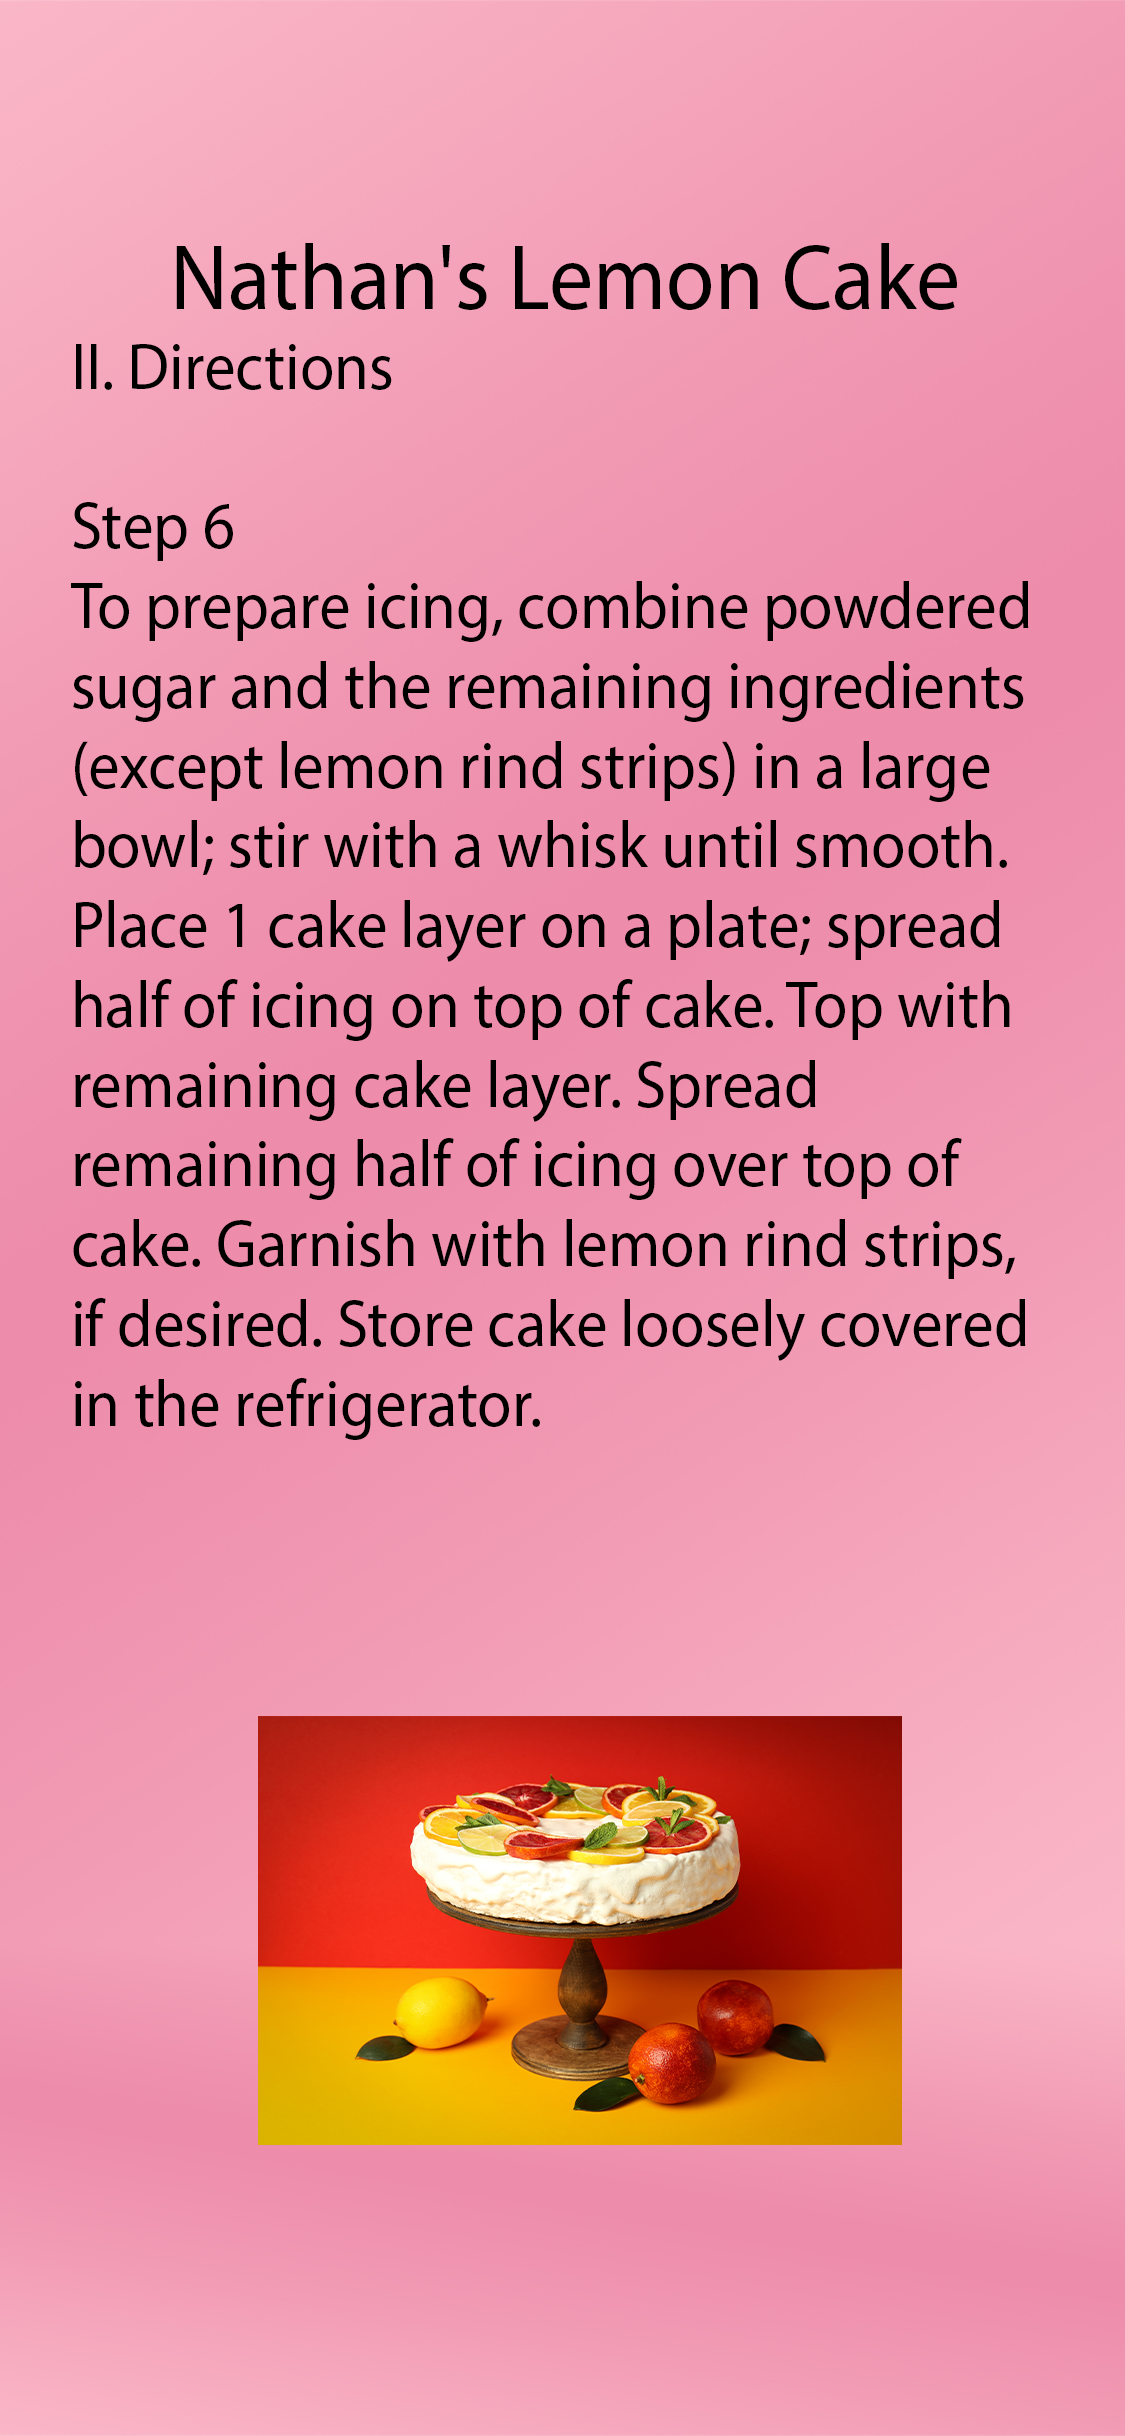 Nathan's Lemon Cake
II. Directions
Step 6
To prepare icing, combine powdered
sugar and the remaining ingredients
(except lemon rind strips) in a large
bowl; stir with a whisk until smooth.
Place 1 cake layer on a plate; spread
half of icing on top of cake. Top with
remaining cake layer. Spread
remaining half of icing over top of
cake. Garnish with lemon rind strips,
if desired. Store cake loosely covered
in the refrigerator.